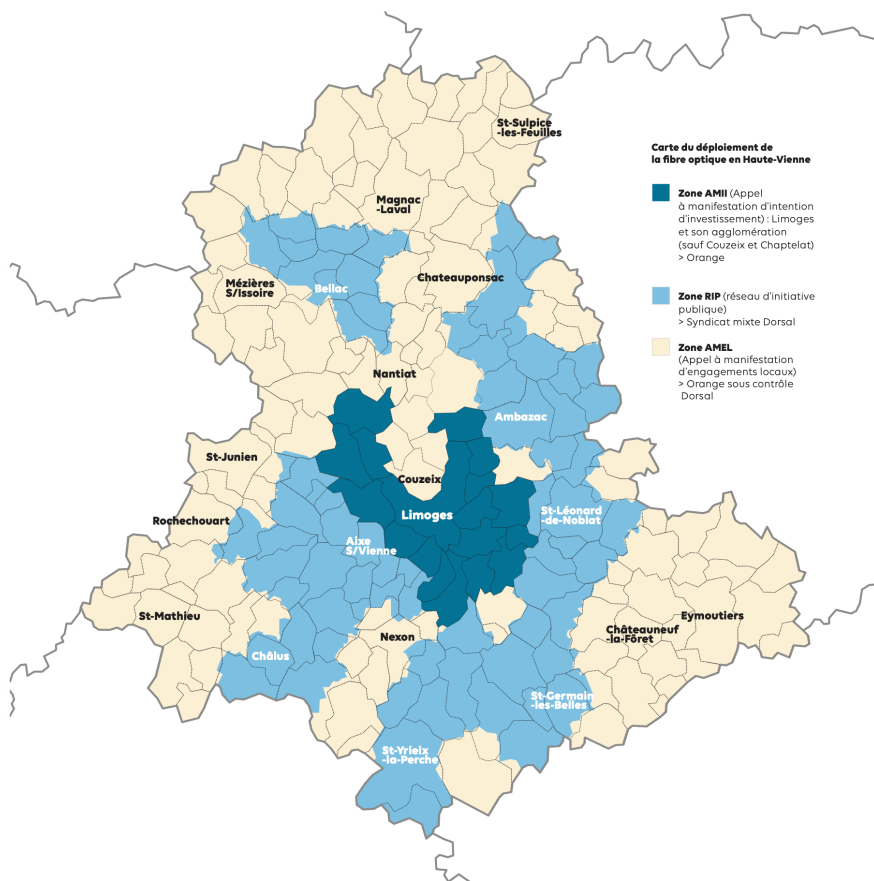 St-Sulpice
-les-Feuilles
Carte du déploiement de
la fibre optique en Haute-Vienne
Zone AMII (Appel
à manifestation d'intention
d'investissement) : Limoges
et son agglomération
(sauf Couzeix et Chaptelat)
> Orange
Zone RIP (réseau d'initiative
publique)
> Syndicat mixte Dorsal
Zone AMEL
(Appel à manifestation
d'engagements locaux)
> Orange sous contrôle
Dorsal
Magnac
-Laval
Mézières
S/Issoire
Bellac
Chateauponsac
Nantiat
Ambazac
St-Junien
Couzeix
Rochechouart
Limoges
St-Léonard
-de-Noblat
Aixe
S/Vienne
St-Mathieu
Nexon
Châteauneuf
-la-Fôret
Eymoutiers
Châlus
St-Germain
-les-Belles
St-Yrieix
-la-Perche